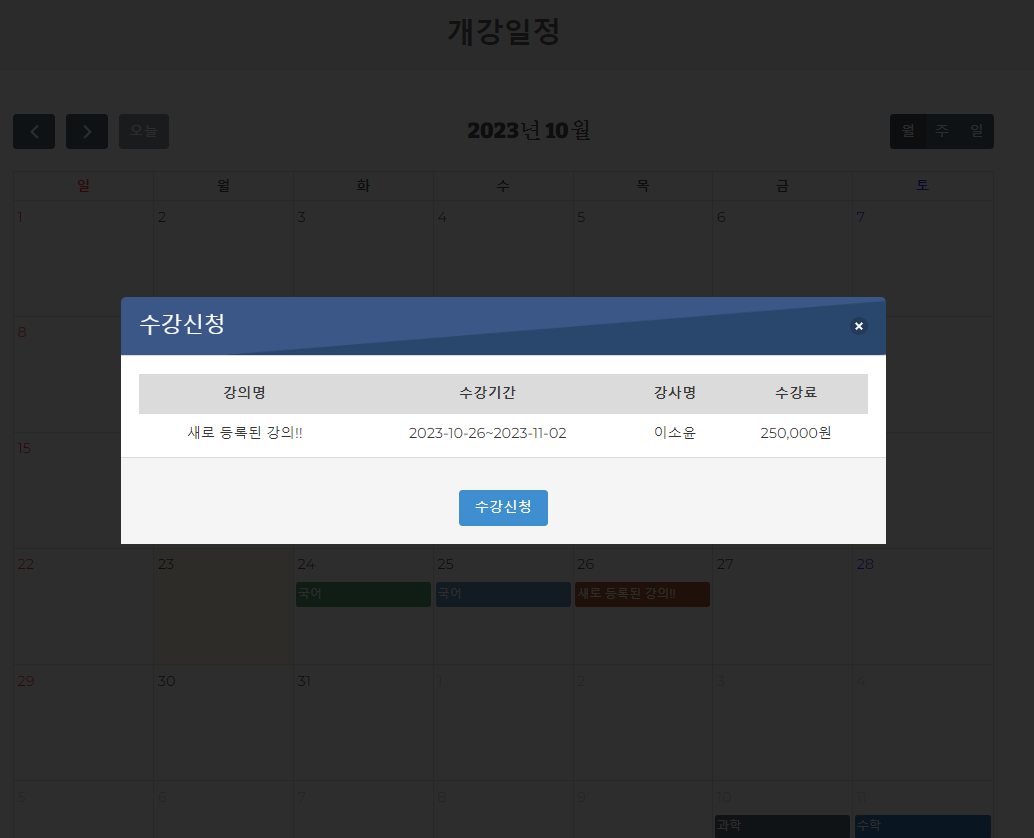 개강일정
오늘
2023년 10월
월 주 일
일 월 화 수 목 금 토
1 2 3 4 5 6 7
8
수강신청
강의명 수강기간 강사명 수강료
새로 등록된 강의!! 2023-10-26~2023-11-02 이소윤 250,000원
15
수강신청
22 23 24 25 26 27 28
국어 국어 새로 등록된 강의!!
29 30 31 1 2 3 4
5 6 7 8 9 10 11
과학 수학